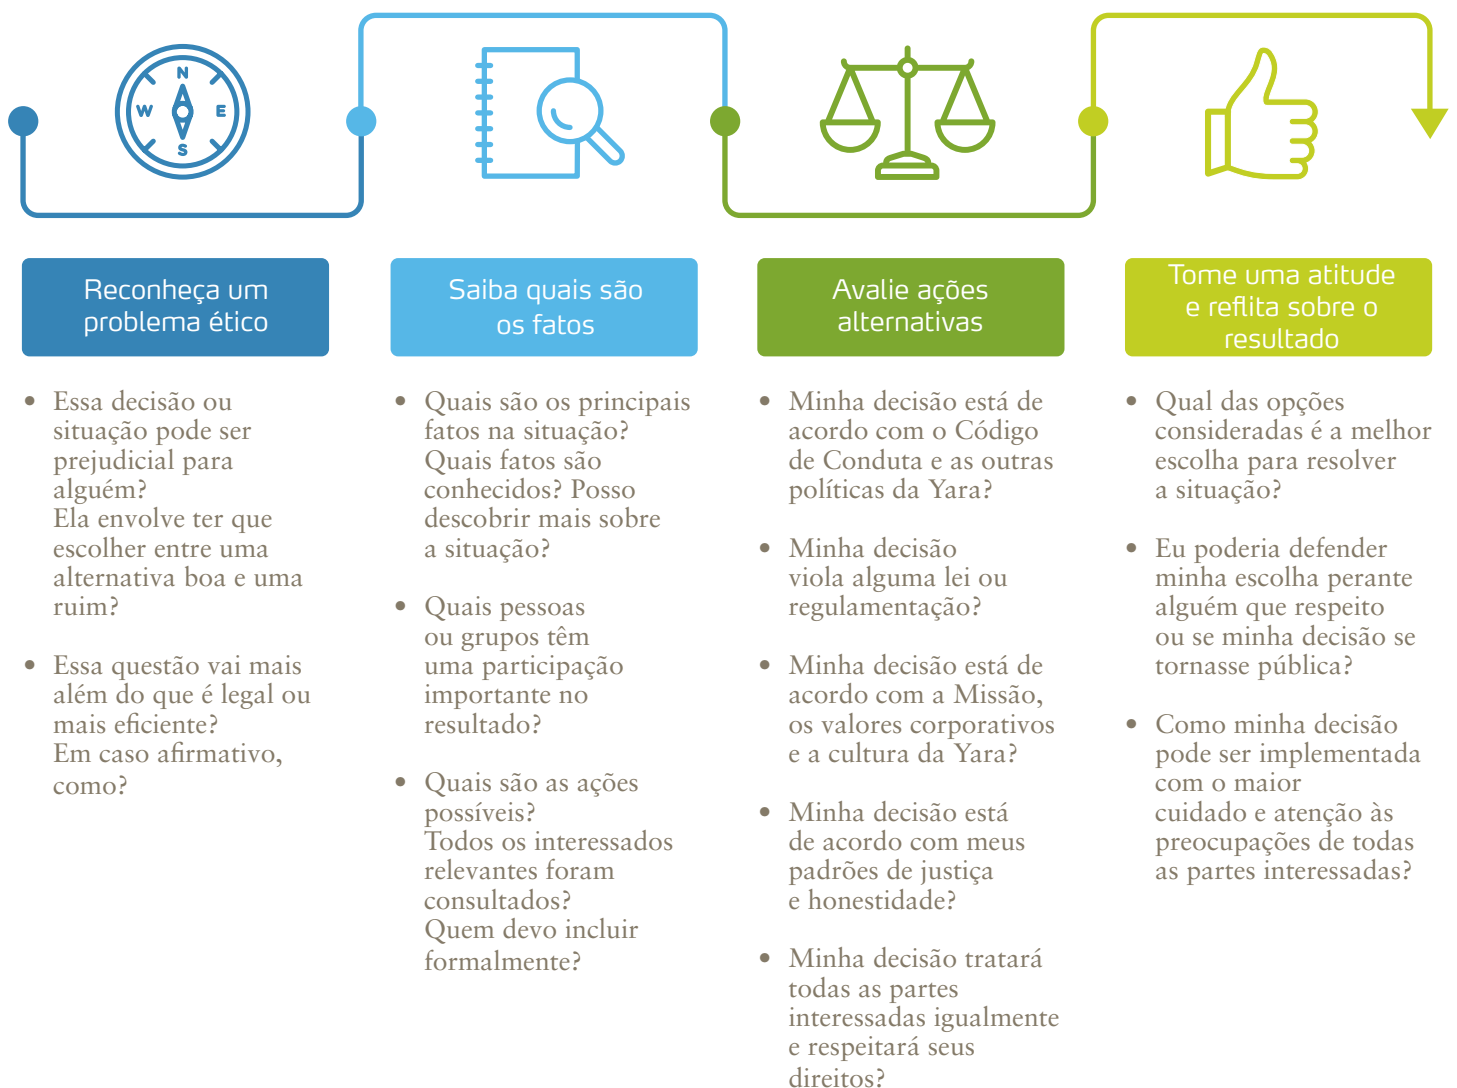 N
W
E
S
Reconheça um
problema ético
Essa decisão ou
situação pode ser
prejudicial para
alguém?
Ela envolve ter que
escolher entre uma
alternativa boa e uma
ruim?
Essa questão vai mais
além do que é legal ou
mais eficiente?
Em caso afirmativo,
como?
Saiba quais são
os fatos
Quais são os principais
fatos na situação?
Quais fatos são
conhecidos? Posso
descobrir mais sobre
a situação?
Quais pessoas
ou grupos têm
uma participação
importante no
resultado?
Quais são as ações
possíveis?
Todos os interessados
relevantes foram
consultados?
Quem devo incluir
formalmente?
Avalie ações
alternativas
Minha decisão está de
acordo com o Código
de Conduta e as outras
políticas da Yara?
Minha decisão
viola alguma lei ou
regulamentação?
Minha decisão está de
acordo com a Missão,
os valores corporativos
e a cultura da Yara?
Minha decisão está
de acordo com meus
padrões de justiça
e honestidade?
Minha decisão tratará
todas as partes
interessadas igualmente
e respeitará seus
direitos?
Tome uma atitude
e reflita sobre o
resultado
Qual das opções
consideradas é a melhor
escolha para resolver
a situação?
Eu poderia defender
minha escolha perante
alguém que respeito
ou se minha decisão se
tornasse pública?
Como minha decisão
pode ser implementada
com o maior
cuidado e atenção às
preocupações de todas
as partes interessadas?